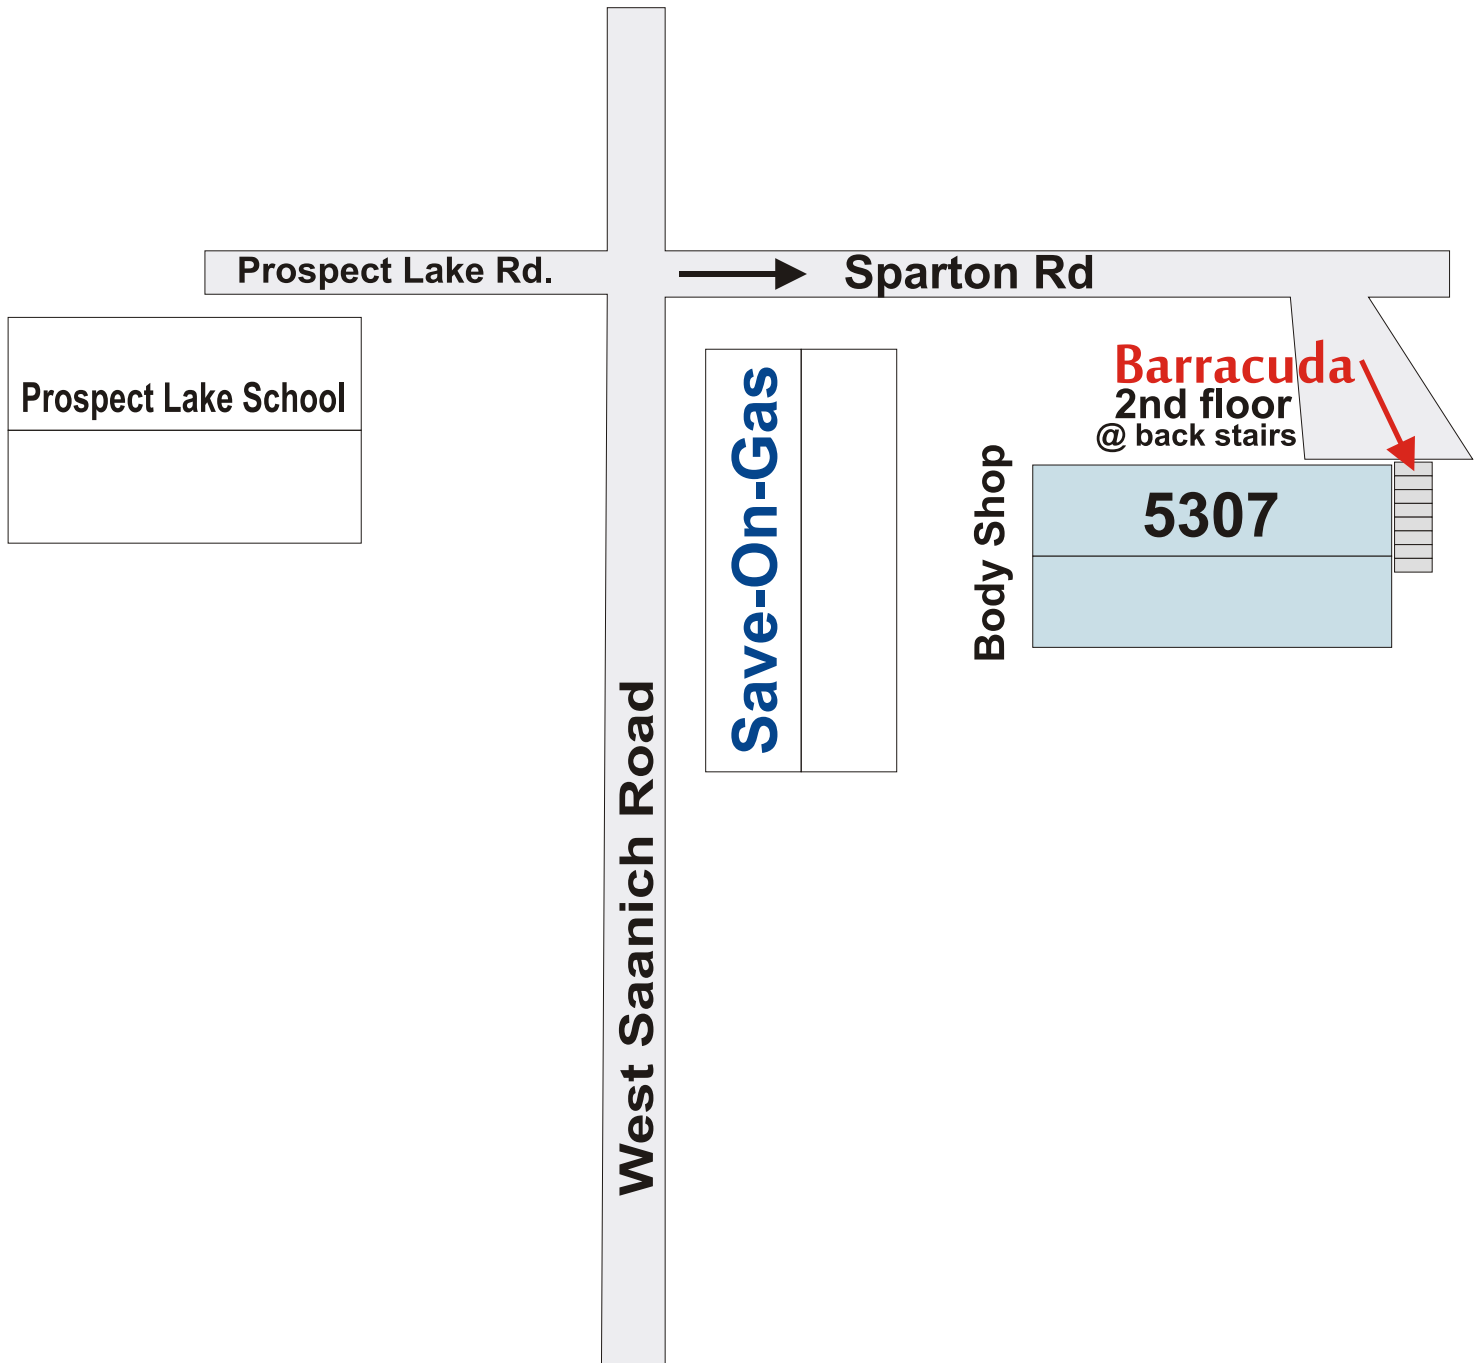 Prospect Lake Rd.
Sparton Rd
Prospect Lake School
Barracuda
2nd floor
@ back stairs
Save-On-Gas
Body Shop
5307
West Saanich Road